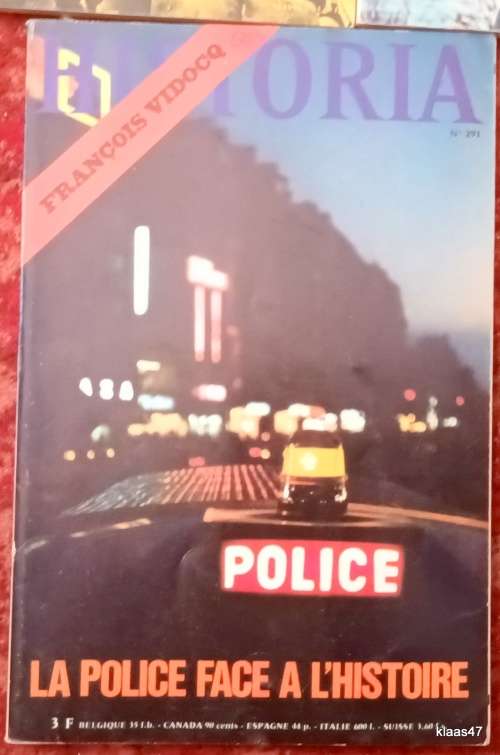 HISTORIA
FRANÇOIS VIDOCQ
N° 293
POLICE
LA POLICE FACE A L'HISTOIRE
3 F BELGIQUE 35 f.b. - CANADA 90 cents - ESPAGNE 44 p. - ITALIE 600 l. - SUISSE 3,60 f.s.
klaas47